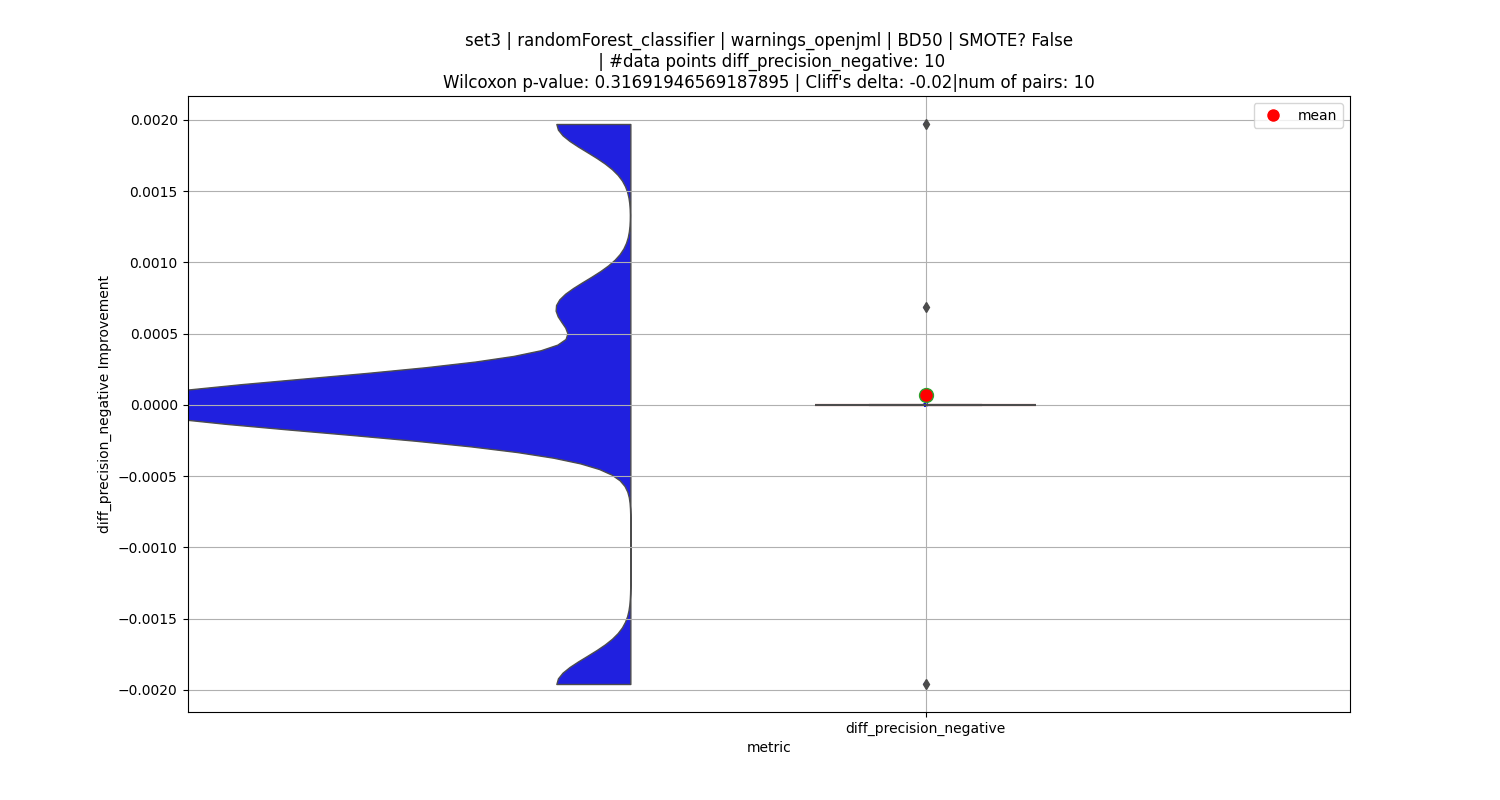 set3 | randomForest_classifier | warnings_openjml | BD50 | SMOTE? False
| #data points diff_precision_negative: 10
Wilcoxon p-value: 0.31691946569187895 | Cliff's delta: -0.02|num of pairs: 10
mean
0.0020
0.0015
0.0010
0.0005
0.0000
−0.0005
−0.0010
−0.0015
−0.0020
diff_precision_negative Improvement
diff_precision_negative
metric